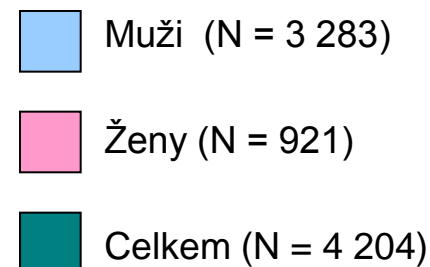 Muži (N = 3 283)
Ženy (N = 921)
Celkem (N = 4 204)